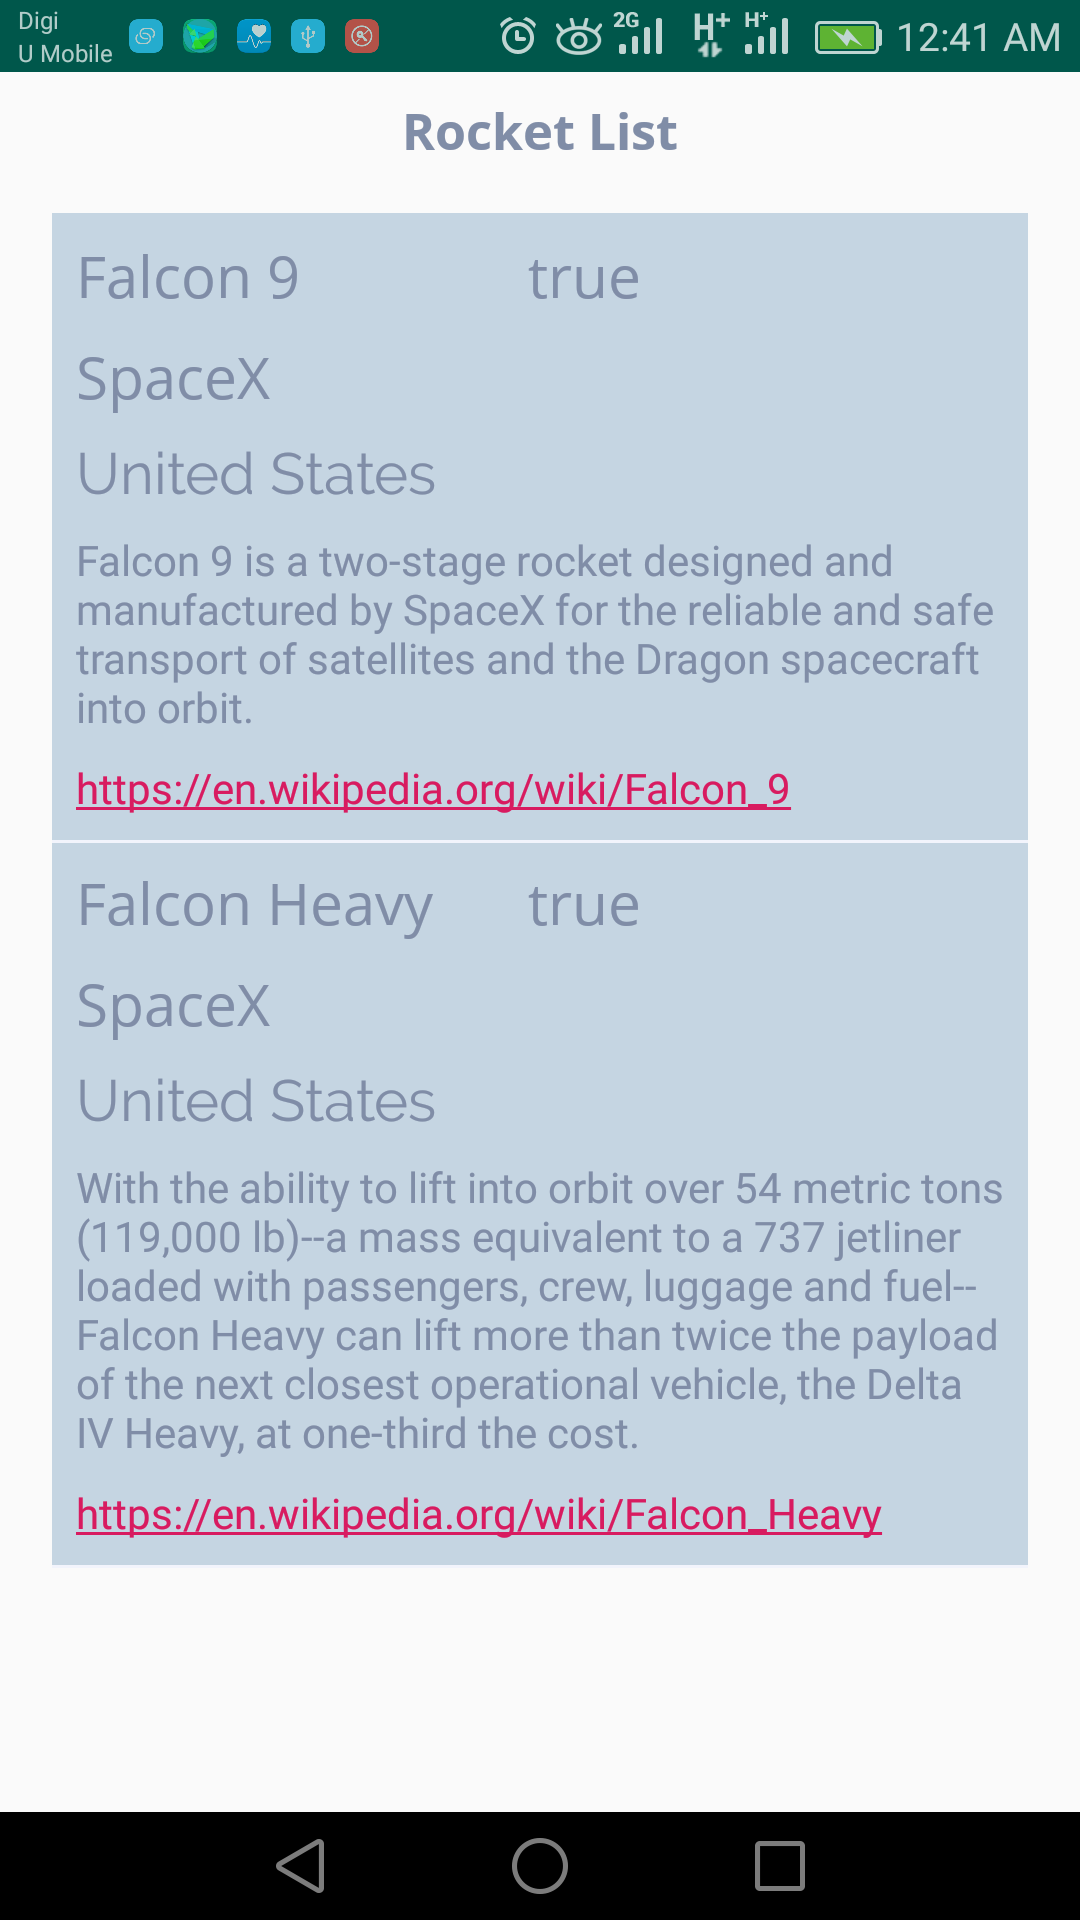 Digi
U Mobile
2G H+ H+ 12:41 AM
Rocket List
Falcon 9 true
SpaceX
United States
Falcon 9 is a two-stage rocket designed and
manufactured by SpaceX for the reliable and safe
transport of satellites and the Dragon spacecraft
into orbit.
https://en.wikipedia.org/wiki/Falcon_9
Falcon Heavy true
SpaceX
United States
With the ability to lift into orbit over 54 metric tons
(119,000 lb)--a mass equivalent to a 737 jetliner
loaded with passengers, crew, luggage and fuel--
Falcon Heavy can lift more than twice the payload
of the next closest operational vehicle, the Delta
IV Heavy, at one-third the cost.
https://en.wikipedia.org/wiki/Falcon_Heavy